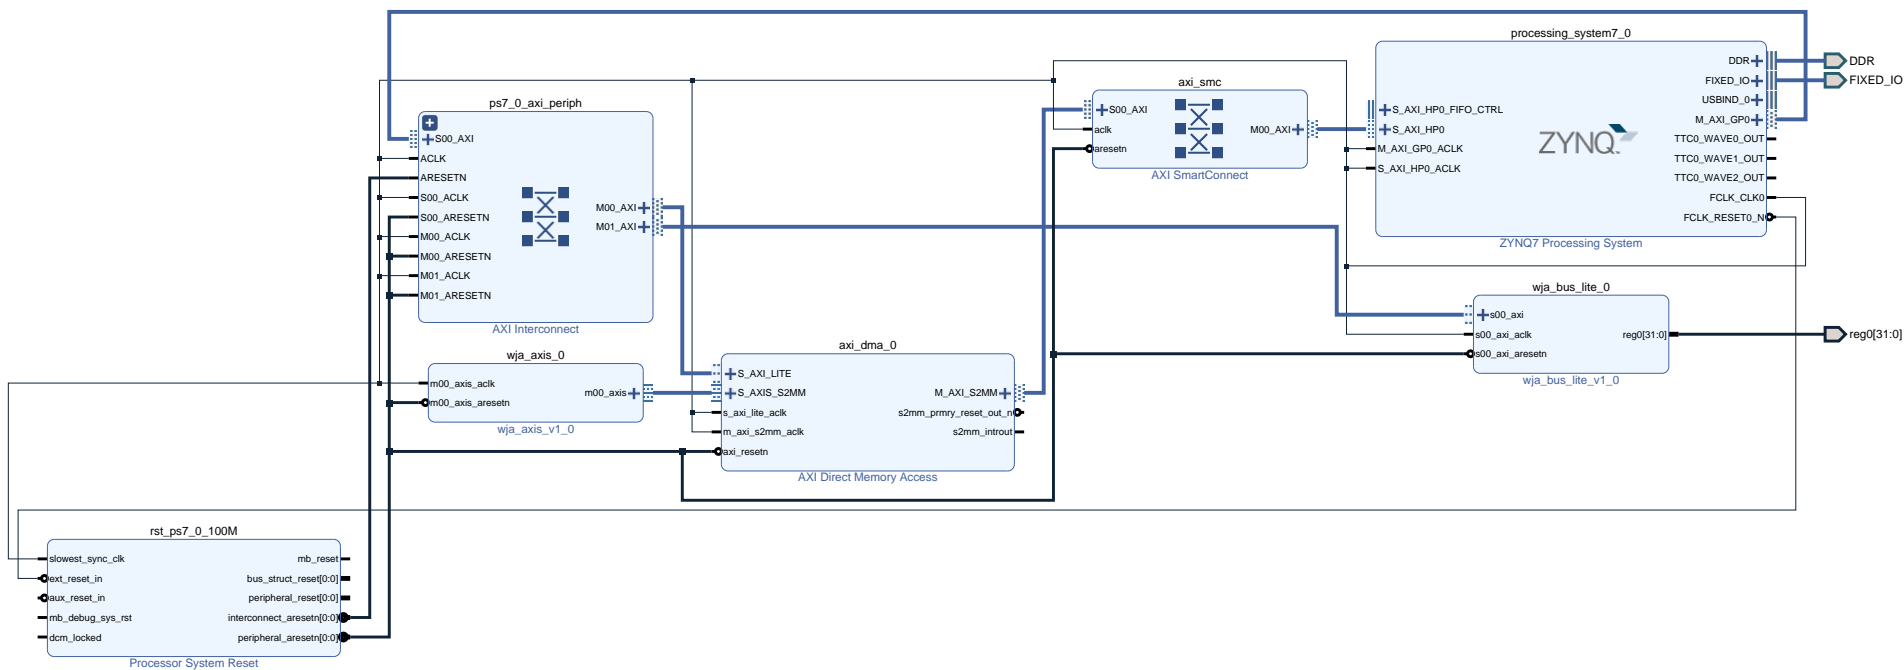 ps7_0_axi_periph
S00_AXI
ACLK
ARESETN
S00_ACLK
S00_ARESETN
M00_ACLK
M00_ARESETN
M01_ACLK
M01_ARESETN
M00_AXI
M01_AXI
AXI Interconnect
wja_axis_0
m00_axis_aclk
m00_axis_aresetn
m00_axis
wja_axis_v1_0
rst_ps7_0_100M
slowest_sync_clk
ext_reset_in
aux_reset_in
mb_debug_sys_rst
dcm_locked
mb_reset
bus_struct_reset[0:0]
peripheral_reset[0:0]
interconnect_aresetn[0:0]
peripheral_aresetn[0:0]
Processor System Reset
axi_dma_0
S_AXI_LITE
S_AXIS_S2MM
s_axi_lite_aclk
m_axi_s2mm_aclk
axi_resetn
M_AXI_S2MM
s2mm_prmry_reset_out_n
s2mm_introut
AXI Direct Memory Access
axi_smc
S00_AXI
aclk
aresetn
M00_AXI
AXI SmartConnect
processing_system7_0
S_AXI_HP0_FIFO_CTRL
S_AXI_HP0
M_AXI_GP0_ACLK
S_AXI_HP0_ACLK
ZYNQ
DDR
FIXED_IO
USBIND_0
M_AXI_GP0
TTC0_WAVE0_OUT
TTC0_WAVE1_OUT
TTC0_WAVE2_OUT
FCLK_CLK0
FCLK_RESET0_N
ZYNQ7 Processing System
DDR
FIXED_IO
wja_bus_lite_0
s00_axi
s00_axi_aclk
s00_axi_aresetn
reg0[31:0]
wja_bus_lite_v1_0
reg0[31:0]